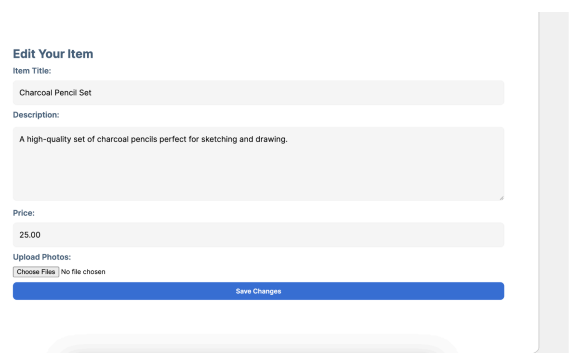 Edit Your Item
Item Title:
Charcoal Pencil Set
Description:
A high-quality set of charcoal pencils perfect for sketching and drawing.
Price:
25.00
Upload Photos:
Choose Files No file chosen
Save Changes